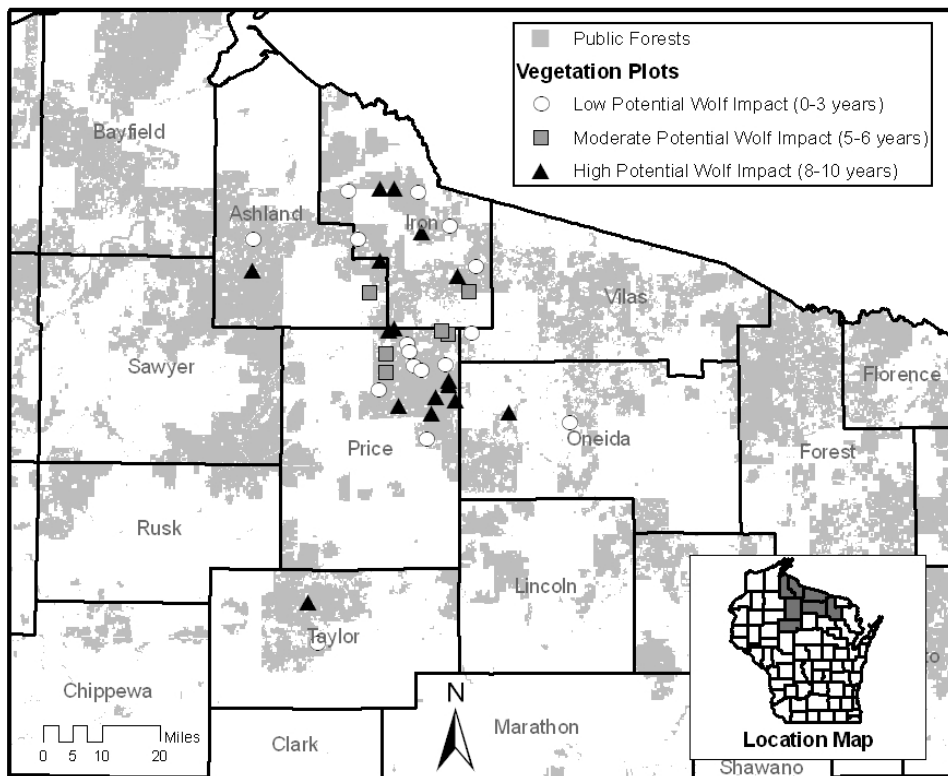 Public Forests
Vegetation Plots
Low Potential Wolf Impact (0-3 years)
Moderate Potential Wolf Impact (5-6 years)
High Potential Wolf Impact (8-10 years)
Bayfield
Ashland
Iron
Vilas
Sawyer
Florence
Price
Oneida
Forest
Rusk
Lincoln
Taylor
Chippewa
N
Marathon
Miles
0 5 10 20
Clark
Location Map
Shawano